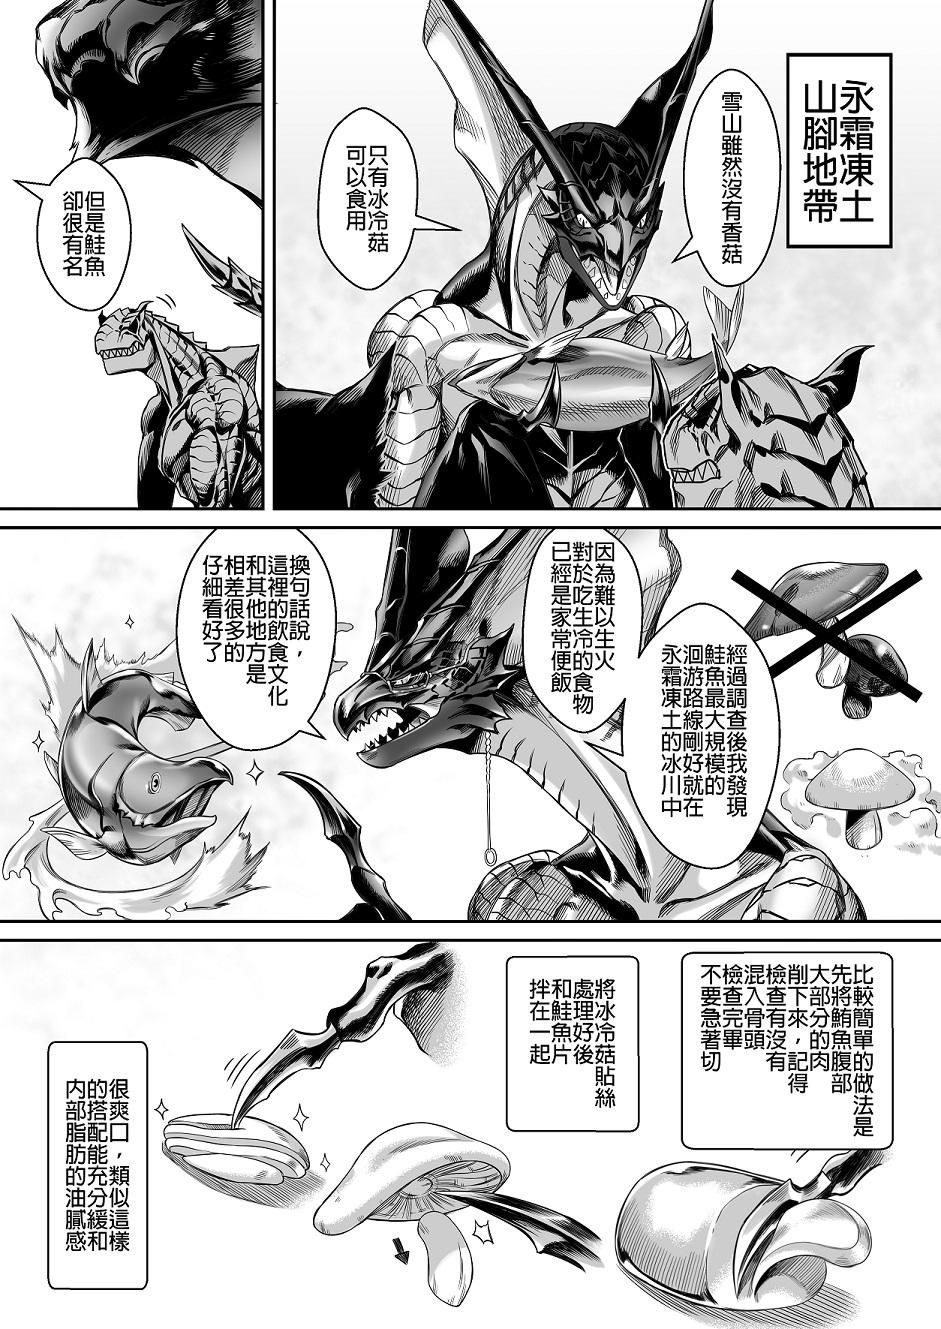 永霜凍土
山腳地帶
雪山雖然沒有香菇
只有冰冷菇
可以食用
但是鮭魚
卻很有名
經過調查後我發現
鮭魚最大規模的
洄游路線剛好就在
永霜凍土的冰川中
因為難以生火
對於吃生冷的食物
已經是家常便飯
換句話說，
這裡的飲食文化
和其他地方是
相差很多的
仔細看好了
比較簡單的做法是
先將鮪魚腹部
大部分的肉
削下來，記得
檢查有沒有
混入骨頭
檢查完畢
不要急著切
將冰冷菇貼絲
處理好後
和鮭魚片
拌在一起
很爽口，類似這樣
的搭配能充分緩和
內部脂肪的油膩感